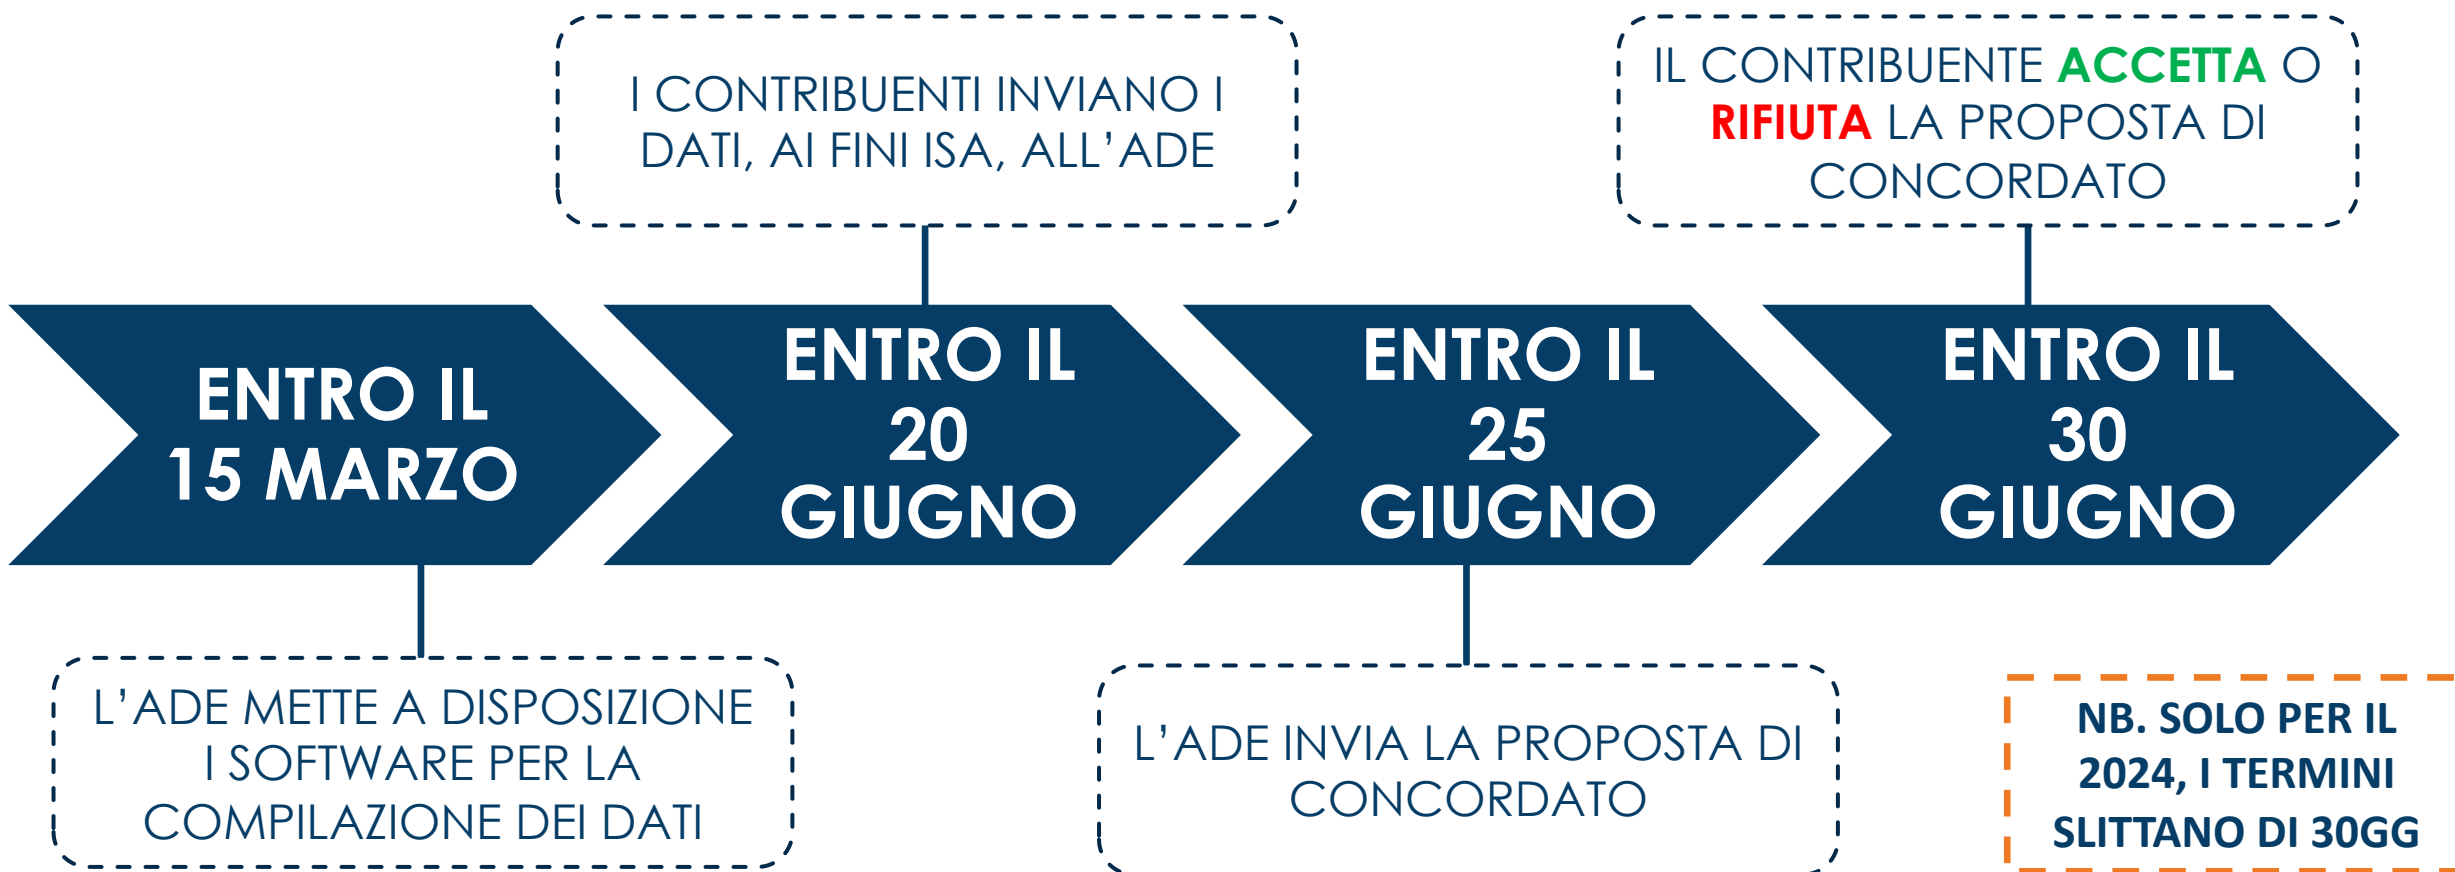 I CONTRIBUENTI INVIANO I
DATI, AI FINI ISA, ALL'ADE
IL CONTRIBUENTE ACCETTA O
RIFIUTA LA PROPOSTA DI
CONCORDATO
ENTRO IL
15 MARZO
ENTRO IL
20
GIUGNO
ENTRO IL
25
GIUGNO
ENTRO IL
30
GIUGNO
L'ADE METTE A DISPOSIZIONE
I SOFTWARE PER LA
COMPILAZIONE DEI DATI
L'ADE INVIA LA PROPOSTA DI
CONCORDATO
NB. SOLO PER IL
2024, I TERMINI
SLITTANO DI 30GG